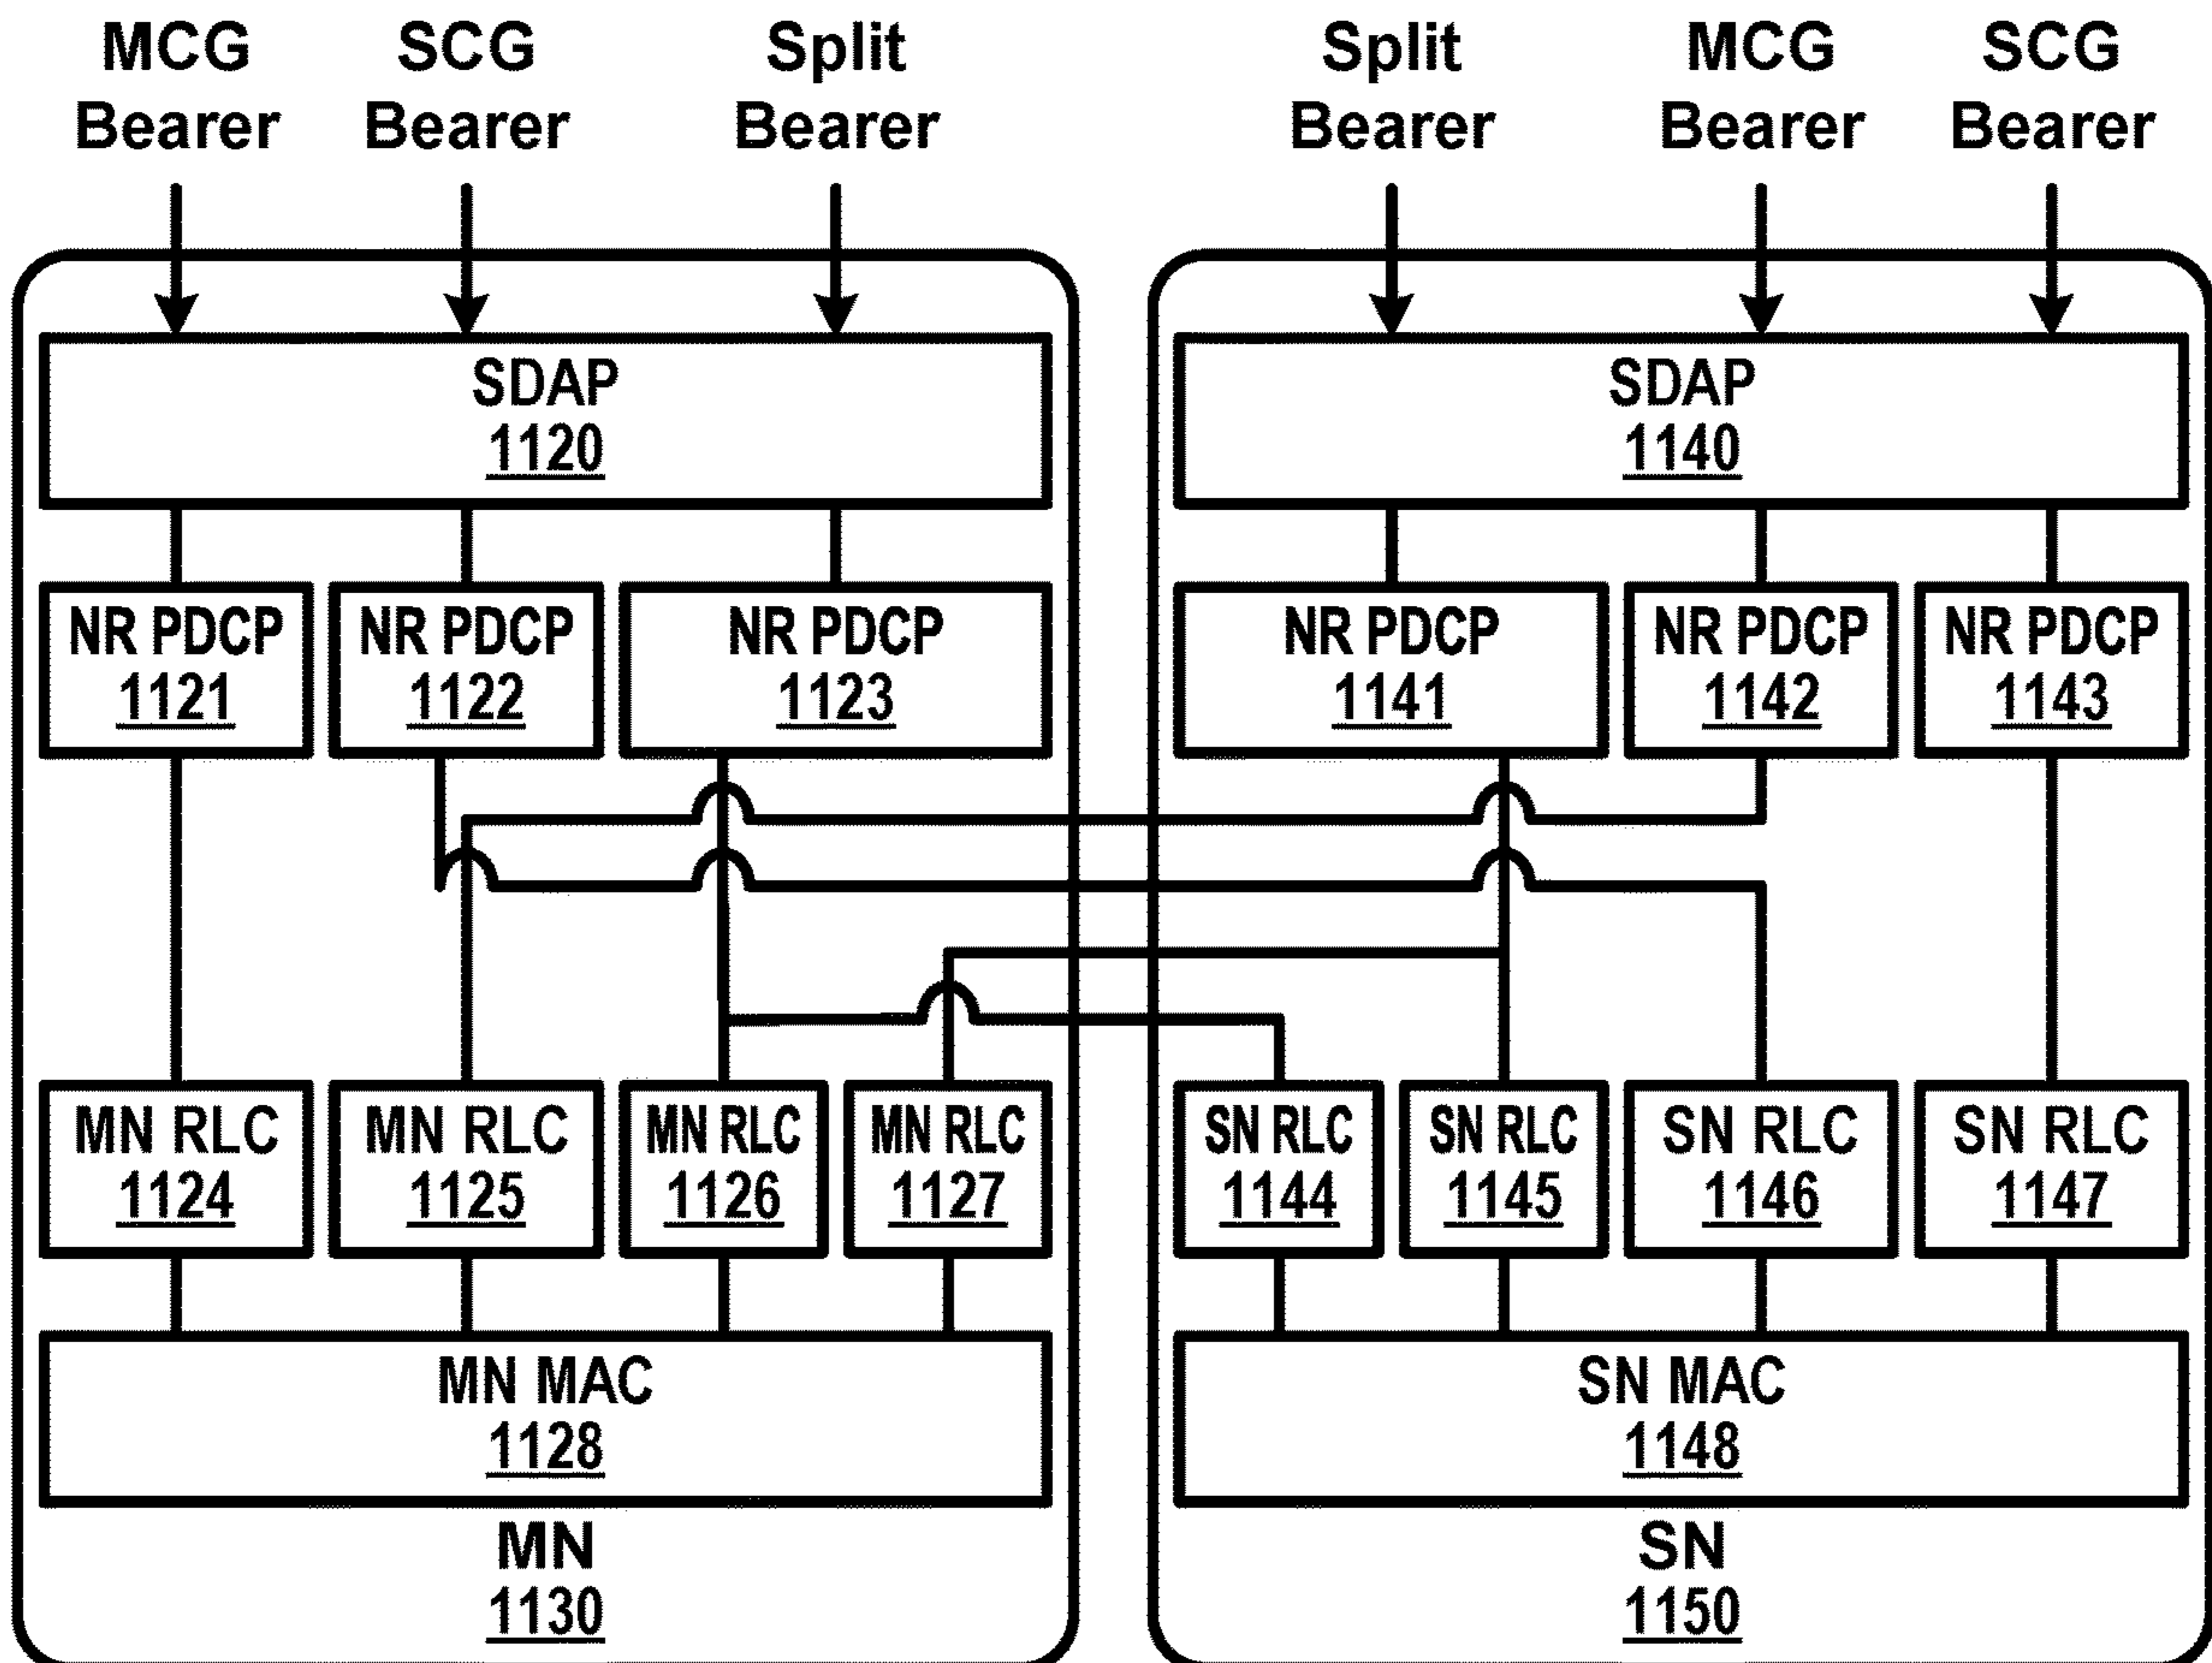 MCG Bearer
SCG Bearer
Split Bearer
Split Bearer
MCG Bearer
SCG Bearer
SDAP
1120
SDAP
1140
NR PDCP
1121
NR PDCP
1122
NR PDCP
1123
NR PDCP
1141
NR PDCP
1142
NR PDCP
1143
MN RLC
1124
MN RLC
1125
MN RLC
1126
MN RLC
1127
SN RLC
1144
SN RLC
1145
SN RLC
1146
SN RLC
1147
MN MAC
1128
SN MAC
1148
MN
1130
SN
1150